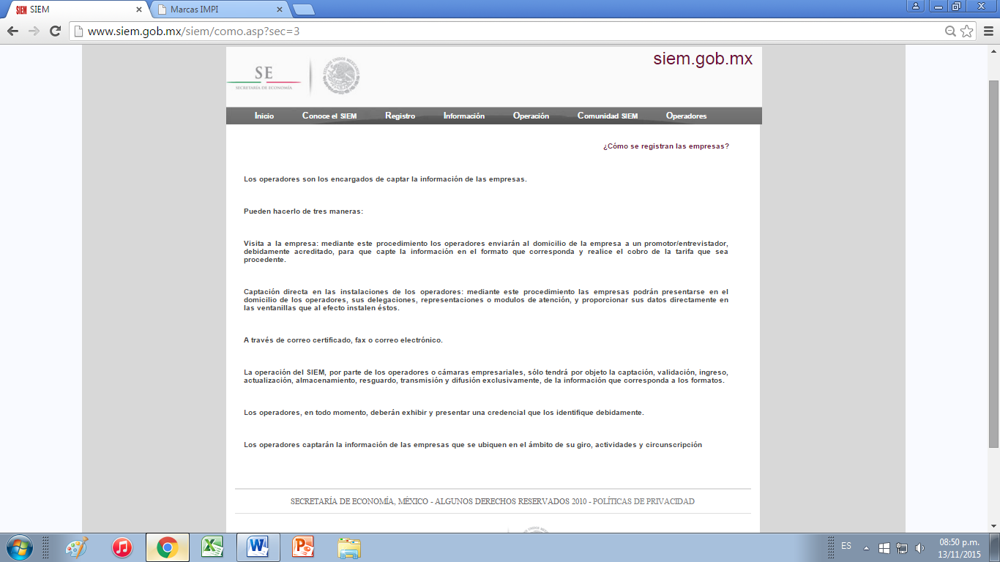 SIEM
Marcas IMPI
www.siem.gob.mx/siem/como.asp?sec=3
siem.gob.mx
SE
SECRETARÍA DE ECONOMÍA
Inicio Conoce el SIEM Registro Información Operación Comunidad SIEM Operadores
¿Cómo se registran las empresas?
Los operadores son los encargados de captar la información de las empresas.
Pueden hacerlo de tres maneras:
Visita a la empresa: mediante este procedimiento los operadores enviarán al domicilio de la empresa a un promotor/entrevistador,
debidamente acreditado, para que capte la información en el formato que corresponda y realice el cobro de la tarifa que sea
procedente.
Captación directa en las instalaciones de los operadores: mediante este procedimiento las empresas podrán presentarse en el
domicilio de los operadores, sus delegaciones, representaciones o modulos de atención, y proporcionar sus datos directamente en
las ventanillas que al efecto instalen éstos.
A través de correo certificado, fax o correo electrónico.
La operación del SIEM, por parte de los operadores o cámaras empresariales, sólo tendrá por objeto la captación, validación, ingreso,
actualización, almacenamiento, resguardo, transmisión y difusión exclusivamente, de la información que corresponda a los formatos.
Los operadores, en todo momento, deberán exhibir y presentar una credencial que los identifique debidamente.
Los operadores captarán la información de las empresas que se ubiquen en el ámbito de su giro, actividades y circunscripción
SECRETARÍA DE ECONOMÍA, MÉXICO - ALGUNOS DERECHOS RESERVADOS 2010 - POLÍTICAS DE PRIVACIDAD
ES
08:50 p.m.
13/11/2015